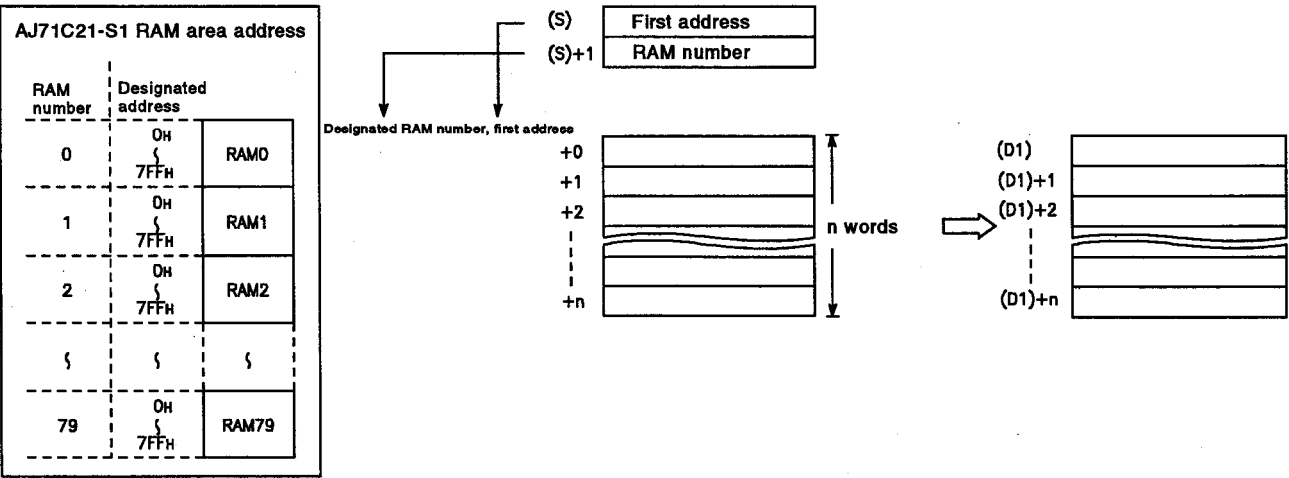 AJ71C21-S1 RAM area address
RAM number
Designated address
0
0H
7FFH
RAM0
1
0H
7FFH
RAM1
2
0H
7FFH
RAM2
79
0H
7FFH
RAM79
(S)
First address
(S)+1
RAM number
Designated RAM number, first address
+0
+1
+2
+n
n words
(D1)
(D1)+1
(D1)+2
(D1)+n